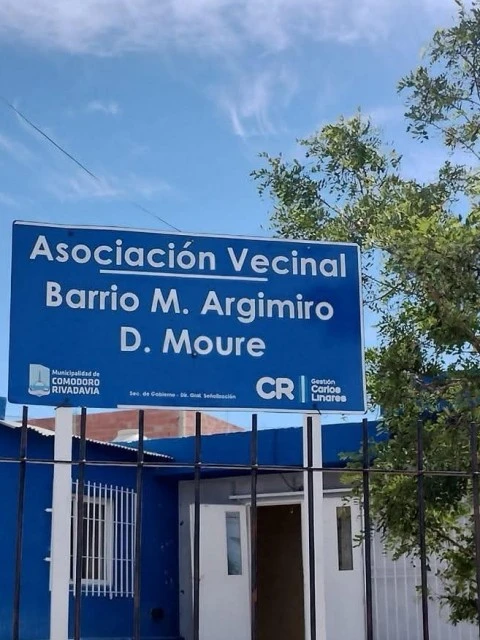 Asociación Vecinal
Barrio M. Argimiro
D. Moure
Municipalidad de
COMODORO
RIVADAVIA
Sec. de Gobierno - Dir. Gral. Señalización
CR
Gestión
Carlos
Linares